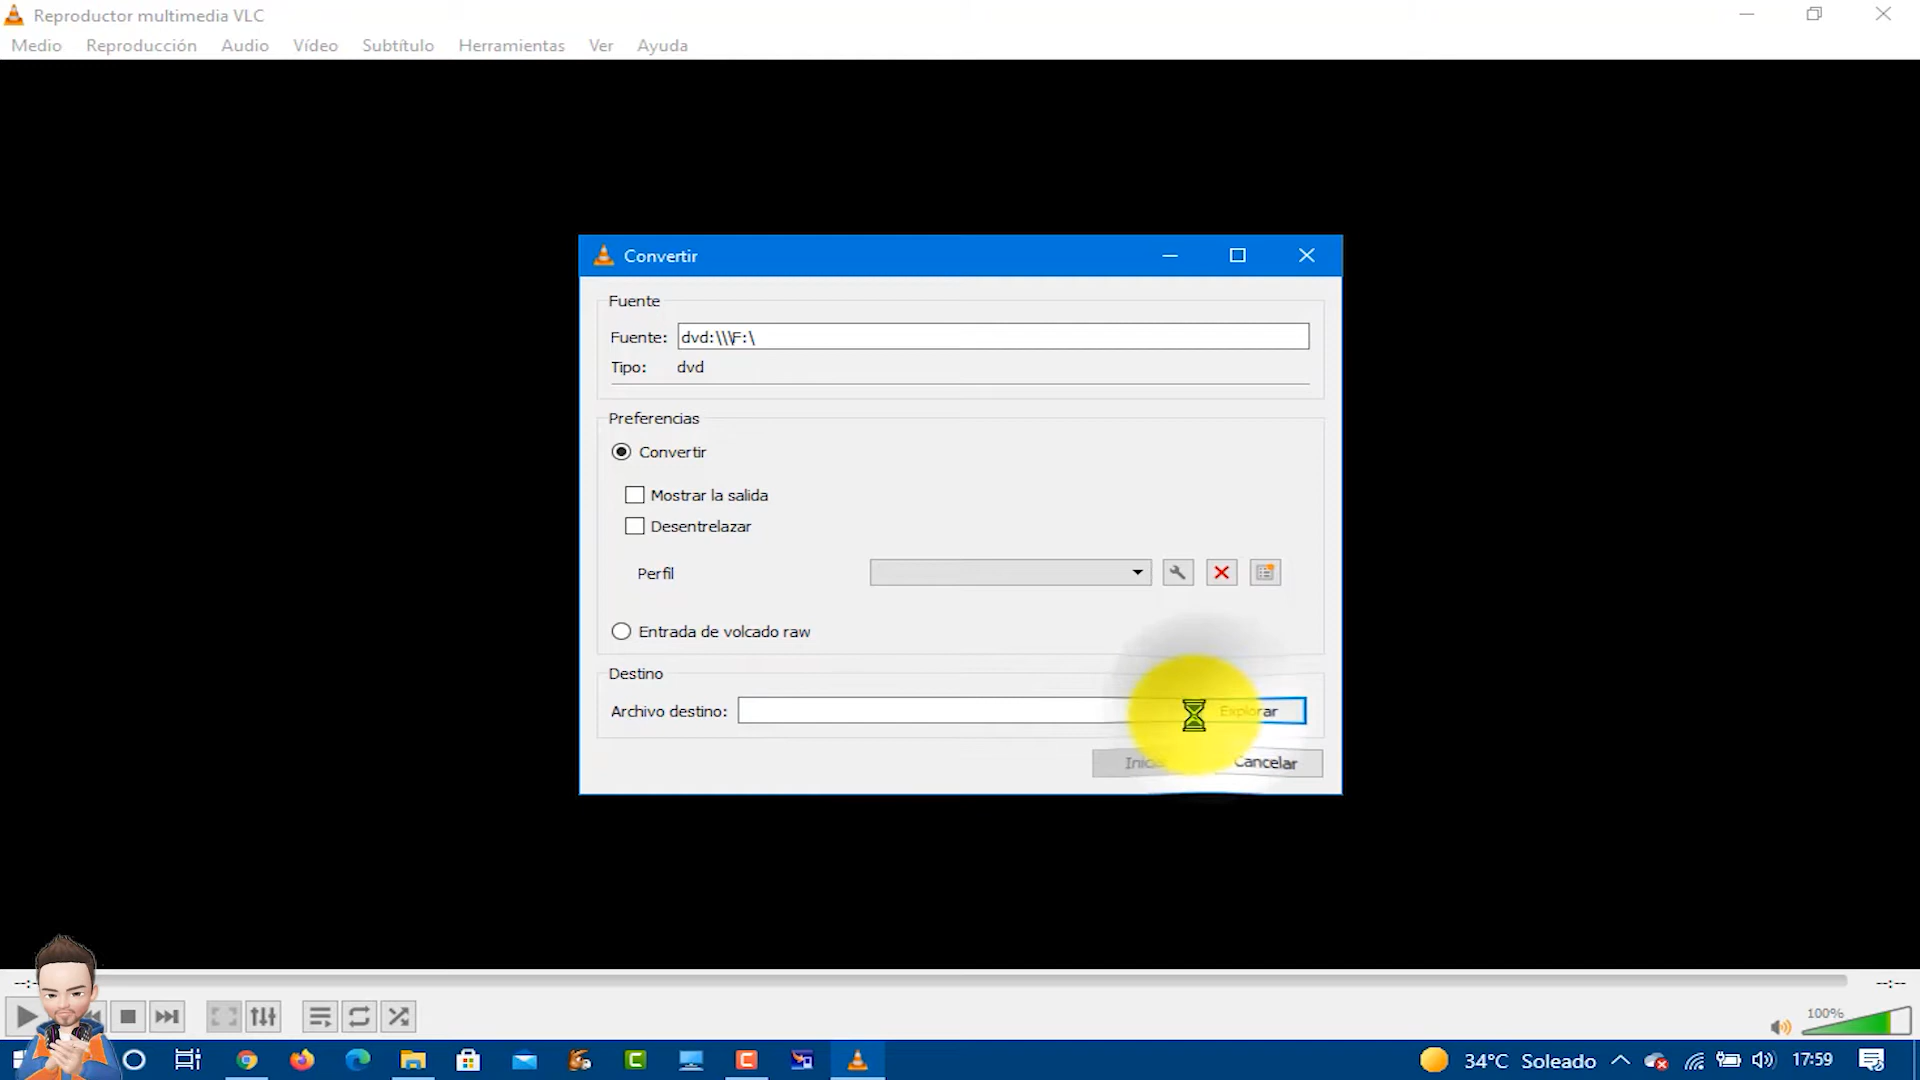 Reproductor multimedia VLC
Medio Reproducción Audio Vídeo Subtítulo Herramientas Ver Ayuda
Convertir
Fuente
Fuente: dvd:\\\F:\
Tipo: dvd
Preferencias
Convertir
Mostrar la salida
Desentrelazar
Perfil
Entrada de volcado raw
Destino
Archivo destino: Explorar
Cancelar
--:--
100%
34°C Soleado 17:59